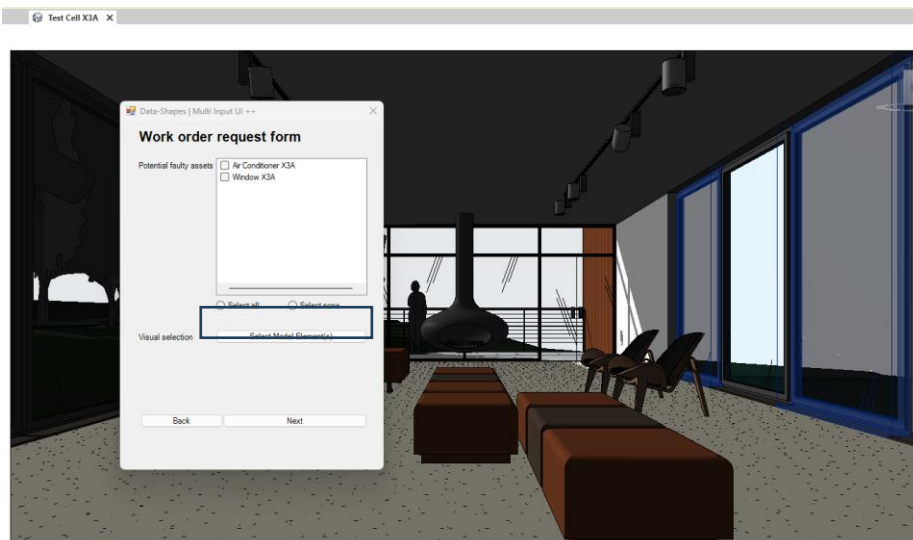 Test Cell X3A X
Data-Shapes | Multi Input UI ++
Work order request form
Potential faulty assets
Air Conditioner X3A
Window X3A
Select all Select none
Visual selection Select Model Element(s)
Back Next